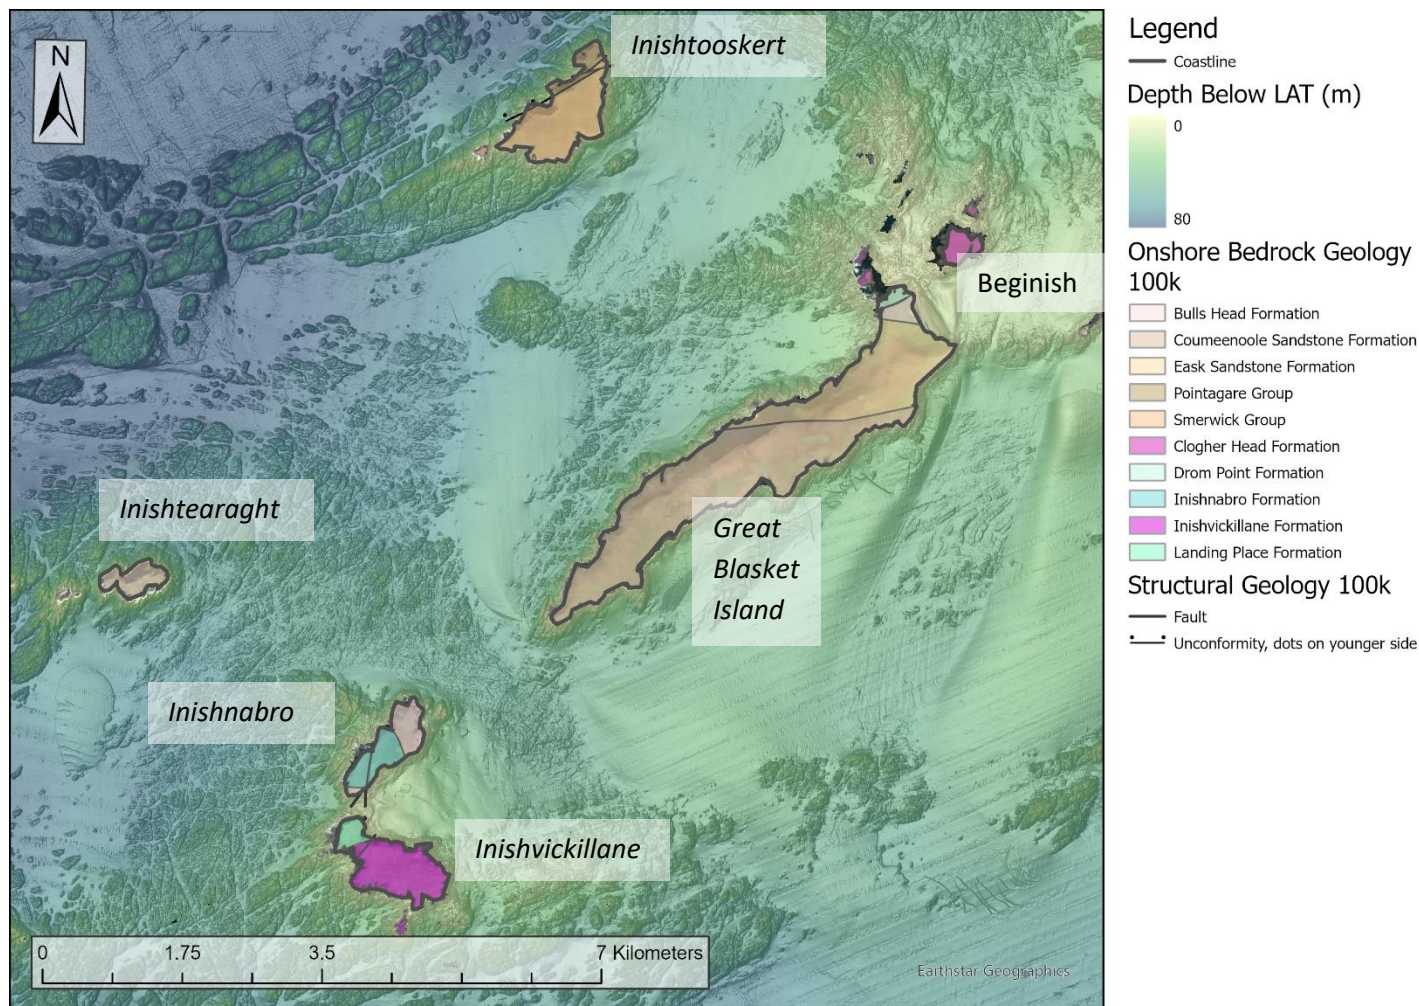 N
Inishtooskert
Beginish
Inishtearaght
Great
Blasket
Island
Inishnabro
Inishvickillane
0 1.75 3.5 7 Kilometers
Earthstar Geographics
Legend
Coastline
Depth Below LAT (m)
0
80
Onshore Bedrock Geology
100k
Bulls Head Formation
Coumeenoole Sandstone Formation
Eask Sandstone Formation
Pointagare Group
Smerwick Group
Clogher Head Formation
Drom Point Formation
Inishnabro Formation
Inishvickillane Formation
Landing Place Formation
Structural Geology 100k
Fault
Unconformity, dots on younger side